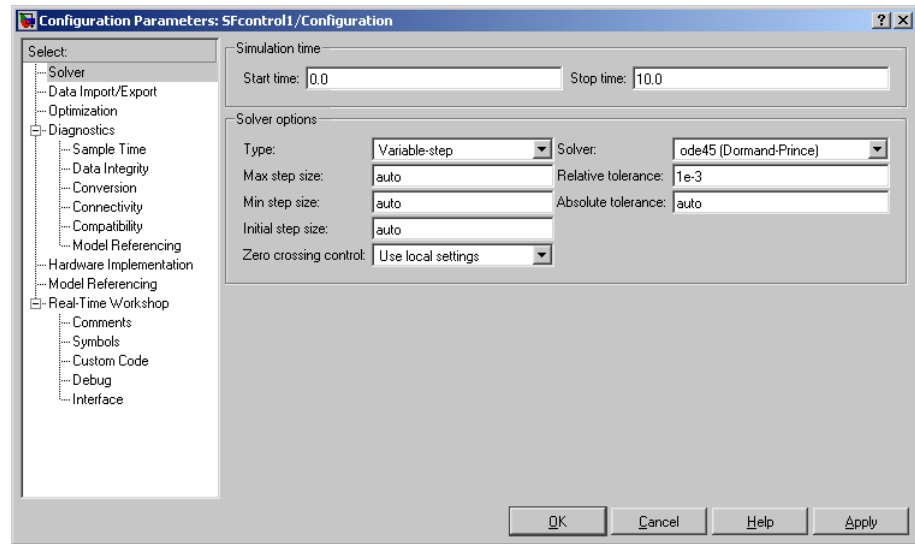 Configuration Parameters: SFcontrol1/Configuration
Select:
Solver
Data Import/Export
Optimization
Diagnostics
Sample Time
Data Integrity
Conversion
Connectivity
Compatibility
Model Referencing
Hardware Implementation
Model Referencing
Real-Time Workshop
Comments
Symbols
Custom Code
Debug
Interface
Simulation time
Start time: 0.0 Stop time: 10.0
Solver options
Type: Variable-step Solver: ode45 (Dormand-Prince)
Max step size: auto Relative tolerance: 1e-3
Min step size: auto Absolute tolerance: auto
Initial step size: auto
Zero crossing control: Use local settings
OK Cancel Help Apply